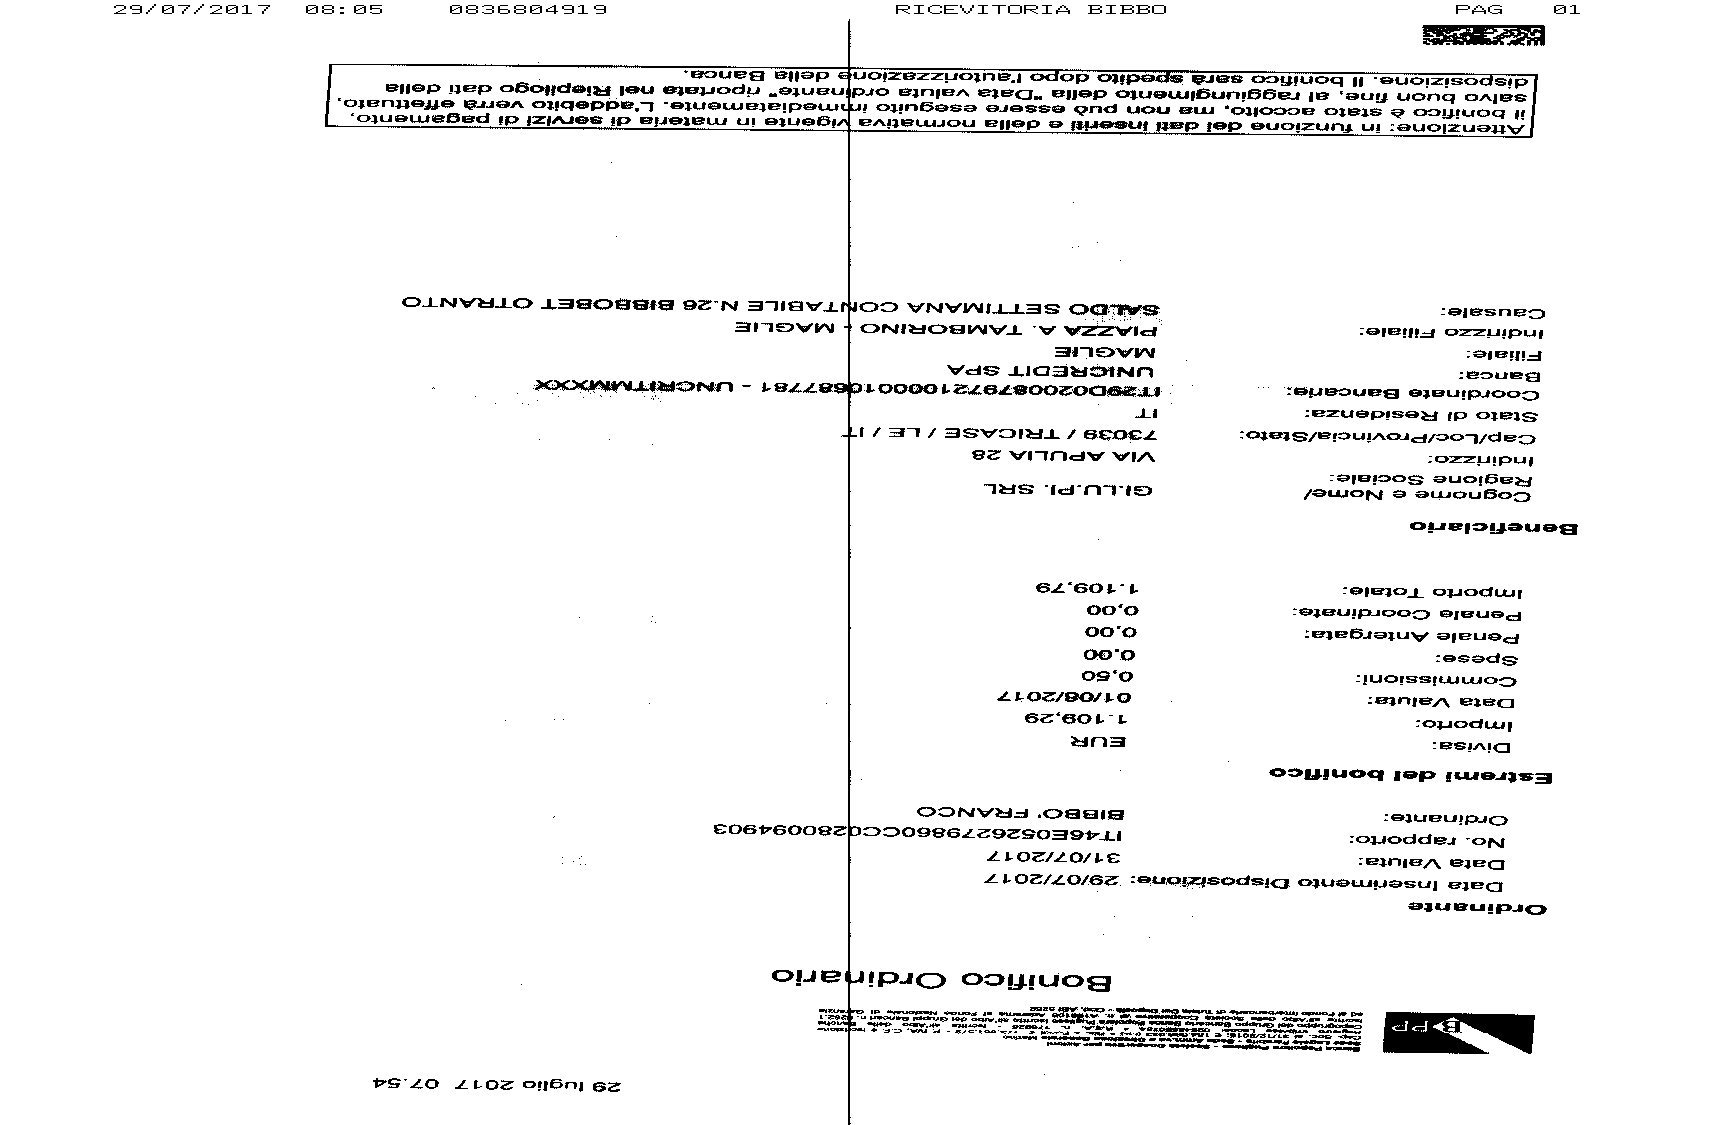 29/07/2017 08:05 0836804919 RICEVITORIA BIBBO PAG 01
29 luglio 2017 07.54
BPP
Banca Popolare Pugliese - Società Cooperativa per Azioni
Bonifico Ordinario
Ordinante
Data Inserimento Disposizione: 29/07/2017
Data Valuta: 31/07/2017
No. rapporto: IT46E0526279860CC0280094903
Ordinante: BIBBO' FRANCO
Estremi del bonifico
Divisa: EUR
Importo: 1.109,29
Data Valuta: 01/08/2017
Commissioni: 0,50
Spese: 0,00
Penale Antergata: 0,00
Penale Coordinate: 0,00
Importo Totale: 1.109,79
Beneficiario
Cognome e Nome/
Ragione Sociale: GI.LU.PI. SRL
Indirizzo: VIA APULIA 28
Cap/Loc/Provincia/Stato: 73039 / TRICASE / LE / IT
Stato di Residenza: IT
Coordinate Bancarie: IT29D0200879721000010687781 - UNCRITMMXXX
Banca: UNICREDIT SPA
Filiale: MAGLIE
Indirizzo Filiale: PIAZZA A. TAMBORINO - MAGLIE
Causale: SALDO SETTIMANA CONTABILE N.26 BIBBOBET OTRANTO
Attenzione: in funzione dei dati inseriti e della normativa vigente in materia di servizi di pagamento,
il bonifico è stato accolto, ma non può essere eseguito immediatamente. L'addebito verrà effettuato,
salvo buon fine, al raggiungimento della "Data valuta ordinante" riportata nel Riepilogo dati della
disposizione. Il bonifico sarà spedito dopo l'autorizzazione della Banca.